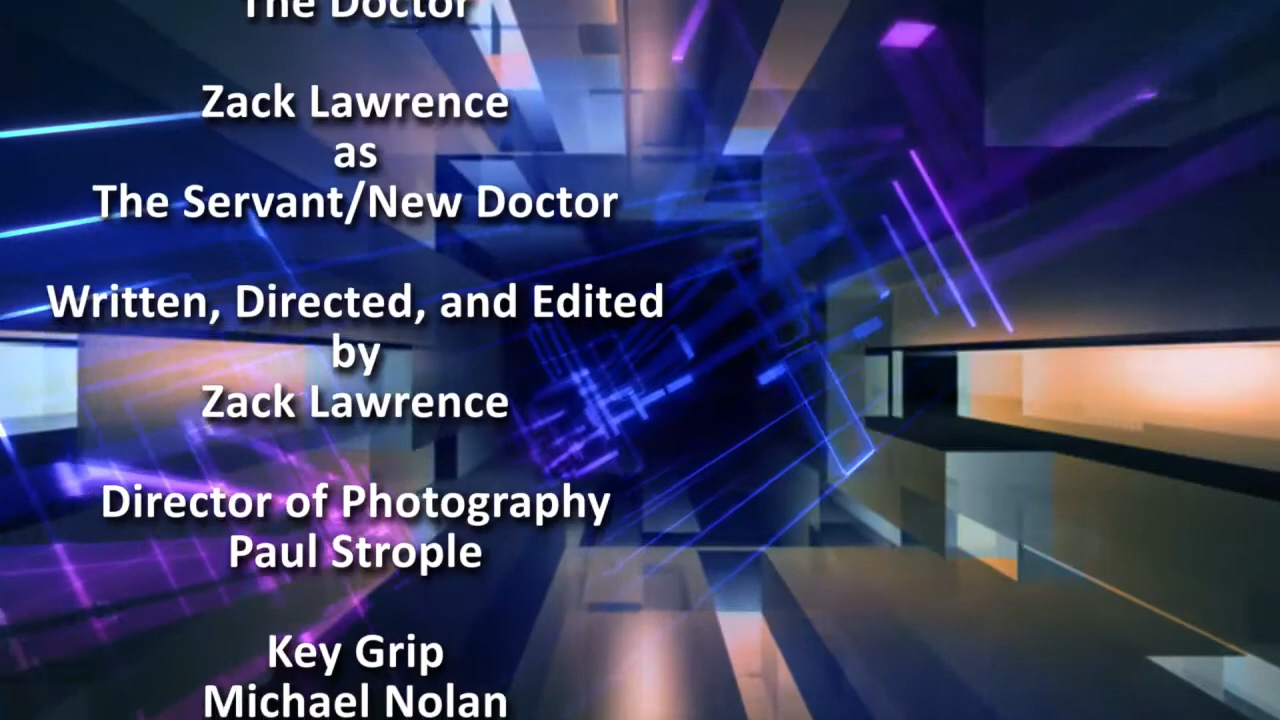 The Doctor
Zack Lawrence
as
The Servant/New Doctor
Written, Directed, and Edited
by
Zack Lawrence
Director of Photography
Paul Strople
Key Grip
Michael Nolan